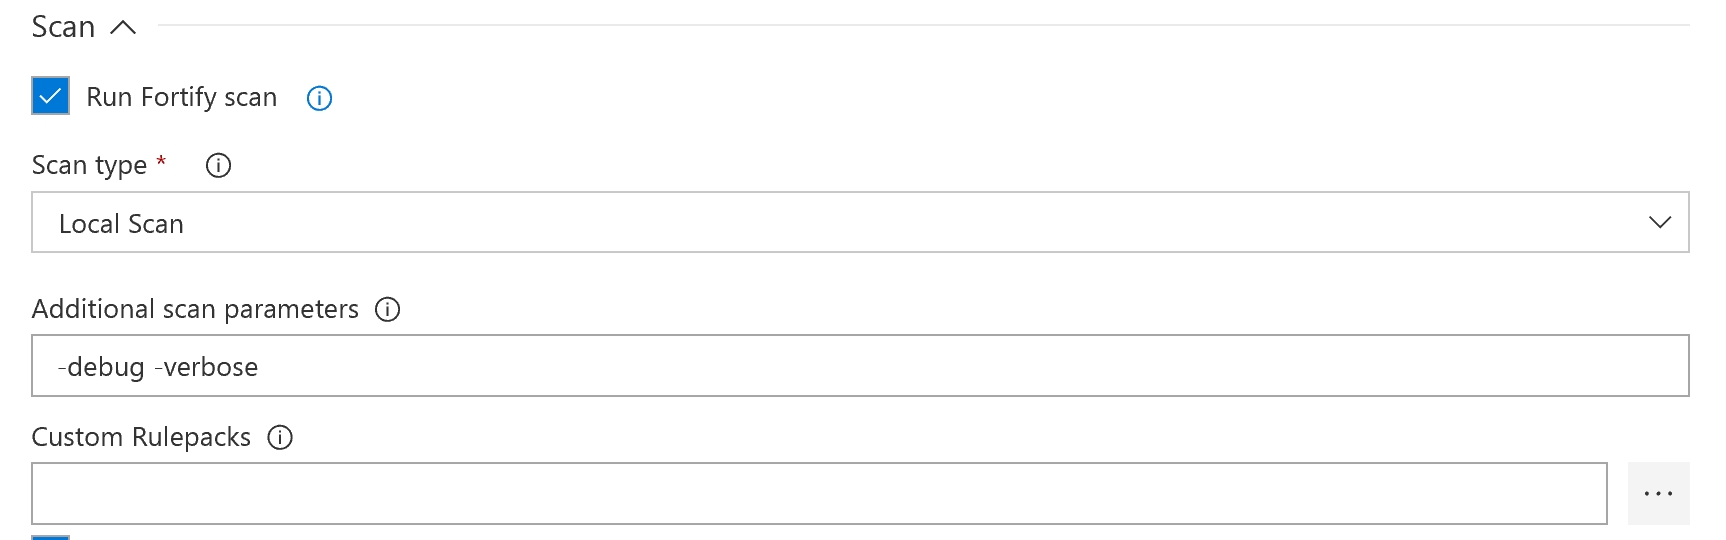 Scan
Run Fortify scan
Scan type *
Local Scan
Additional scan parameters
-debug -verbose
Custom Rulepacks
...